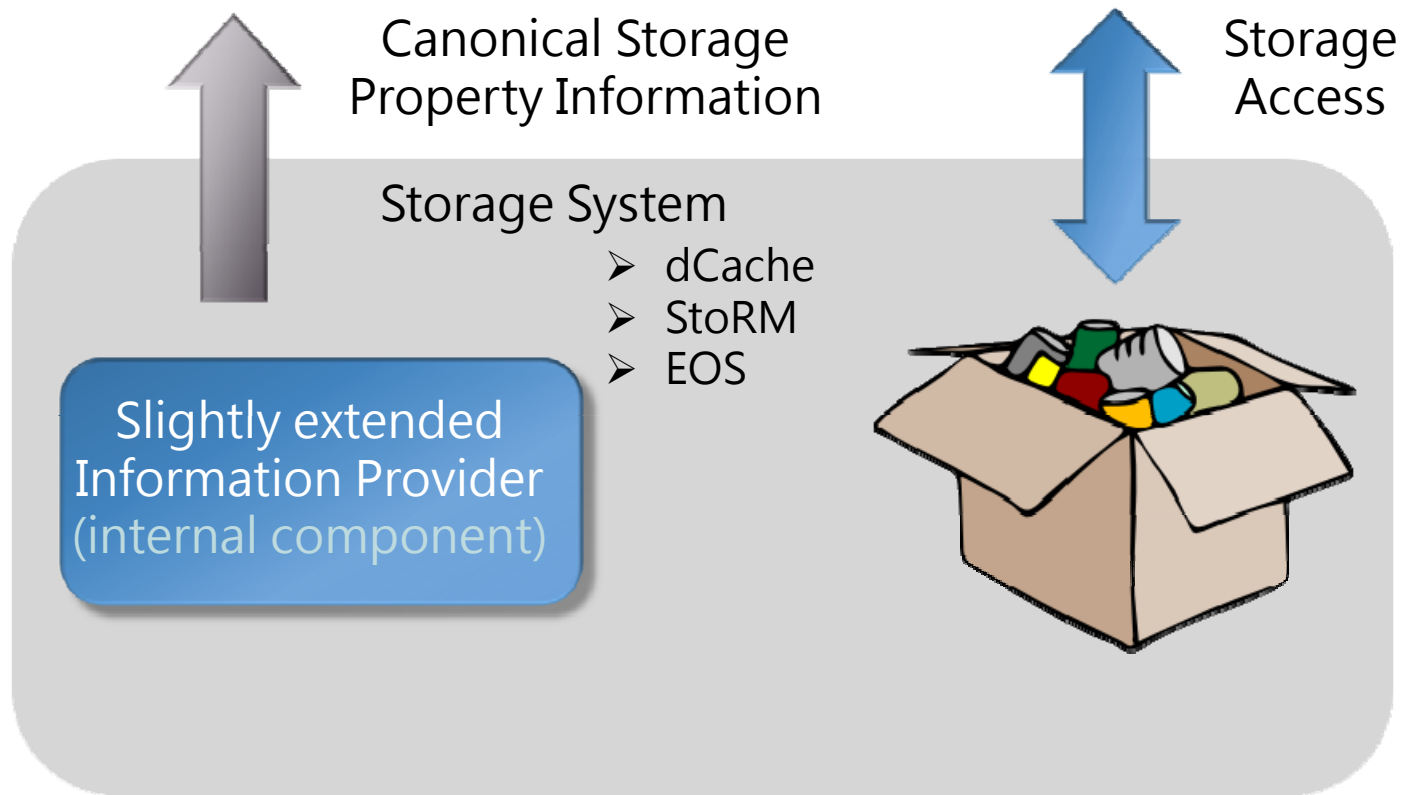 Canonical Storage
Property Information
Storage
Access
Storage System
➢ dCache
➢ StoRM
➢ EOS
Slightly extended
Information Provider
(internal component)